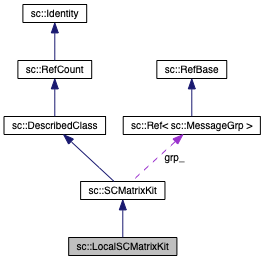 sc::Identity
sc::RefCount
sc::RefBase
sc::DescribedClass
sc::Ref< sc::MessageGrp >
grp_
sc::SCMatrixKit
sc::LocalSCMatrixKit